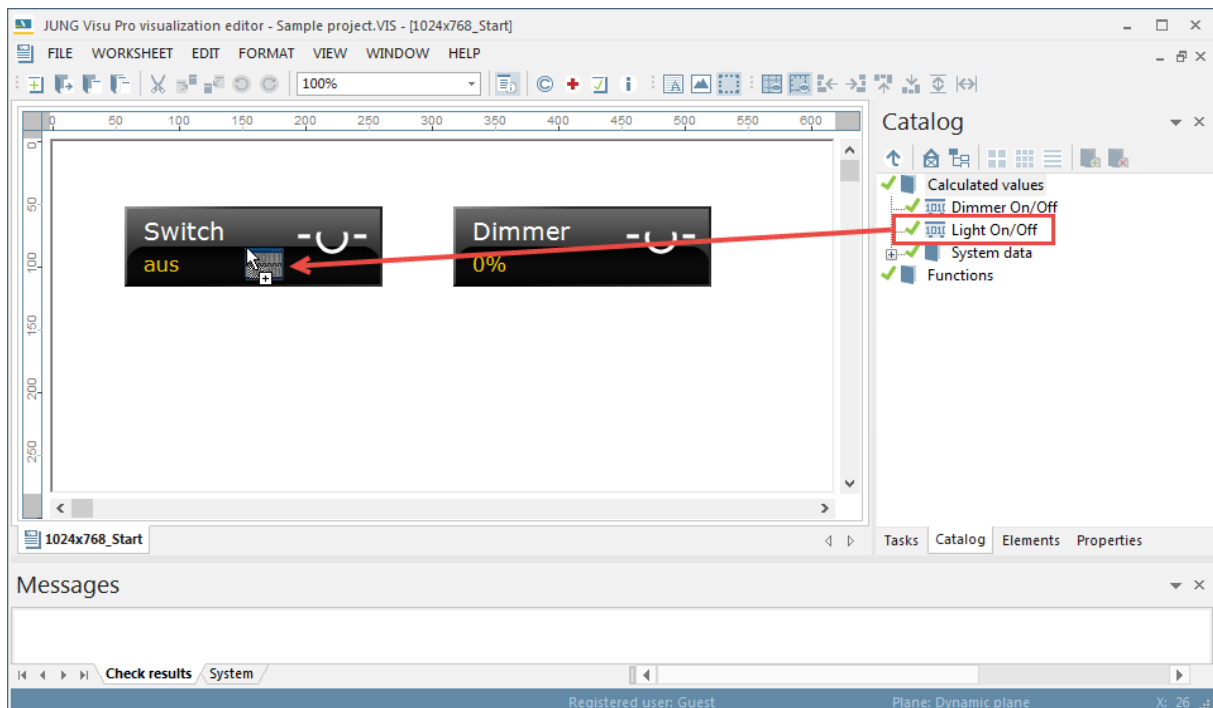 JUNG Visu Pro visualization editor - Sample project.VIS - [1024x768_Start]
FILE WORKSHEET EDIT FORMAT VIEW WINDOW HELP
100%
0 50 100 150 200 250 300 350 400 450 500 550 600
0
50
100
150
200
250
Switch
aus
Dimmer
0%
1024x768_Start
Catalog
Calculated values
Dimmer On/Off
Light On/Off
System data
Functions
Tasks Catalog Elements Properties
Messages
Check results System
Registered user: Guest Plane: Dynamic plane X: 26